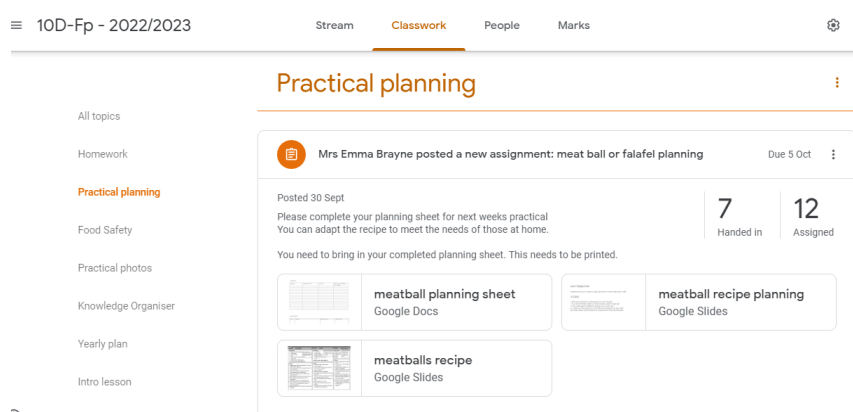 10D-Fp - 2022/2023
Stream Classwork People Marks
Practical planning
All topics
Homework
Practical planning
Food Safety
Practical photos
Knowledge Organiser
Yearly plan
Intro lesson
Mrs Emma Brayne posted a new assignment: meat ball or falafel planning Due 5 Oct
Posted 30 Sept
Please complete your planning sheet for next weeks practical
You can adapt the recipe to meet the needs of those at home.
You need to bring in your completed planning sheet. This needs to be printed.
7 12
Handed in Assigned
meatball planning sheet
Google Docs
meatball recipe planning
Google Slides
meatballs recipe
Google Slides